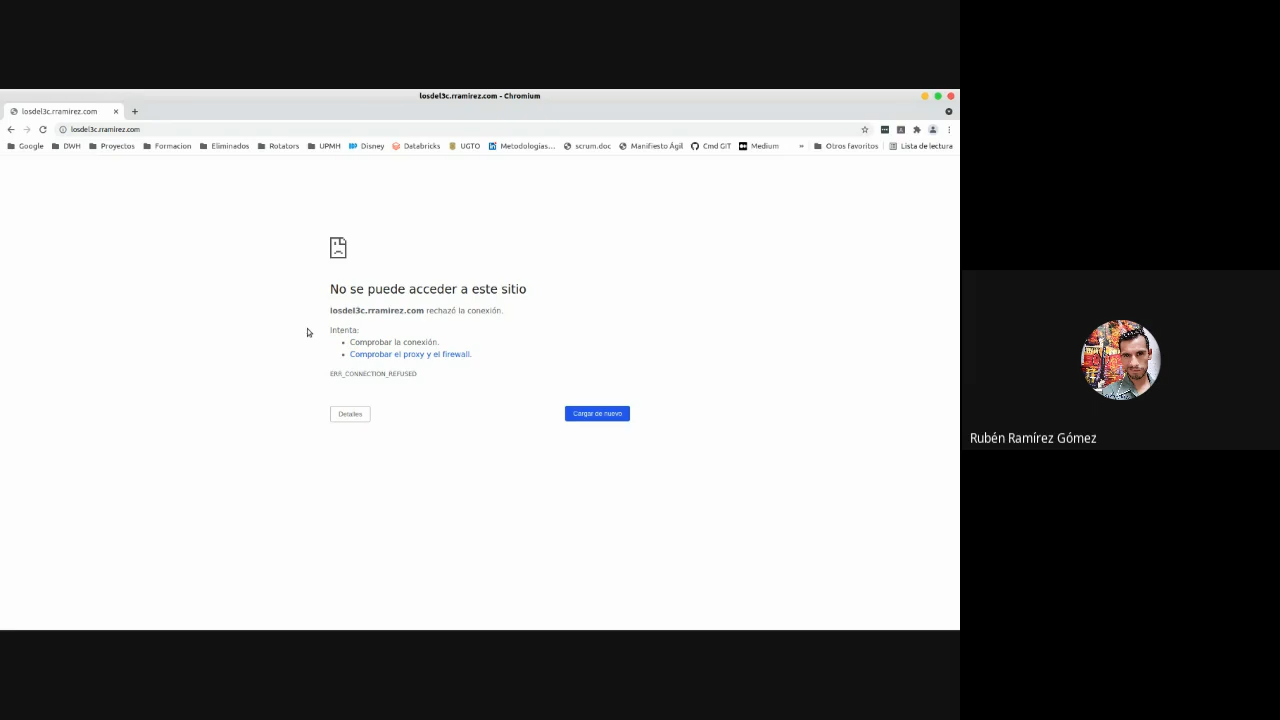 losdel3c.rramirez.com - Chromium
losdel3c.rramirez.com
losdel3c.rramirez.com
Google DWH Proyectos Formacion Eliminados Rotators UPMH Disney Databricks UGTO Metodologías... scrum.doc Manifiesto Ágil Cmd GIT Medium » Otros favoritos Lista de lectura
No se puede acceder a este sitio
losdel3c.rramirez.com rechazó la conexión.
Intenta:
Comprobar la conexión.
Comprobar el proxy y el firewall.
ERR_CONNECTION_REFUSED
Detalles Cargar de nuevo
Rubén Ramírez Gómez